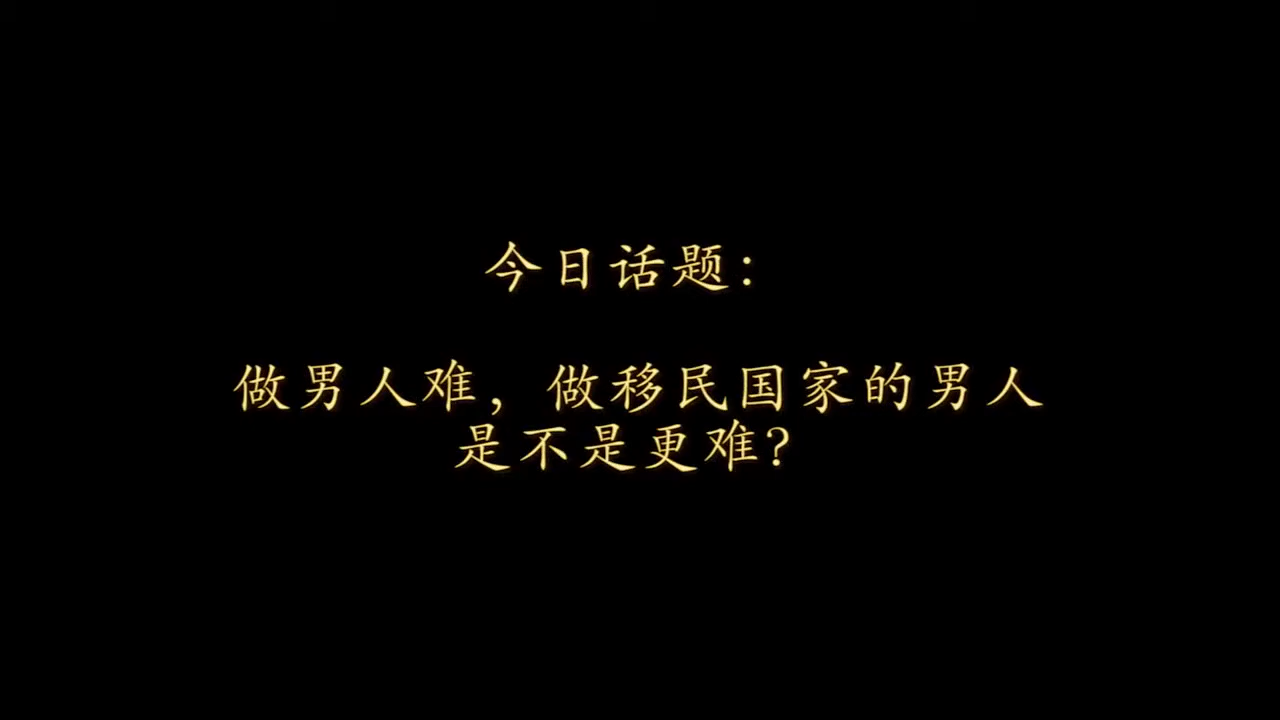 今日话题：
做男人难，做移民国家的男人
是不是更难？